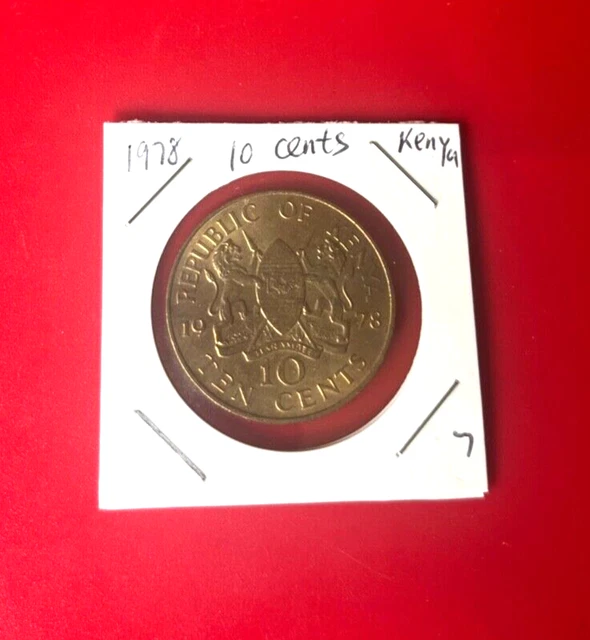 1978 10 cents Kenya
REPUBLIC OF KENYA
19 78
HARAMBEE
10
TEN CENTS
7